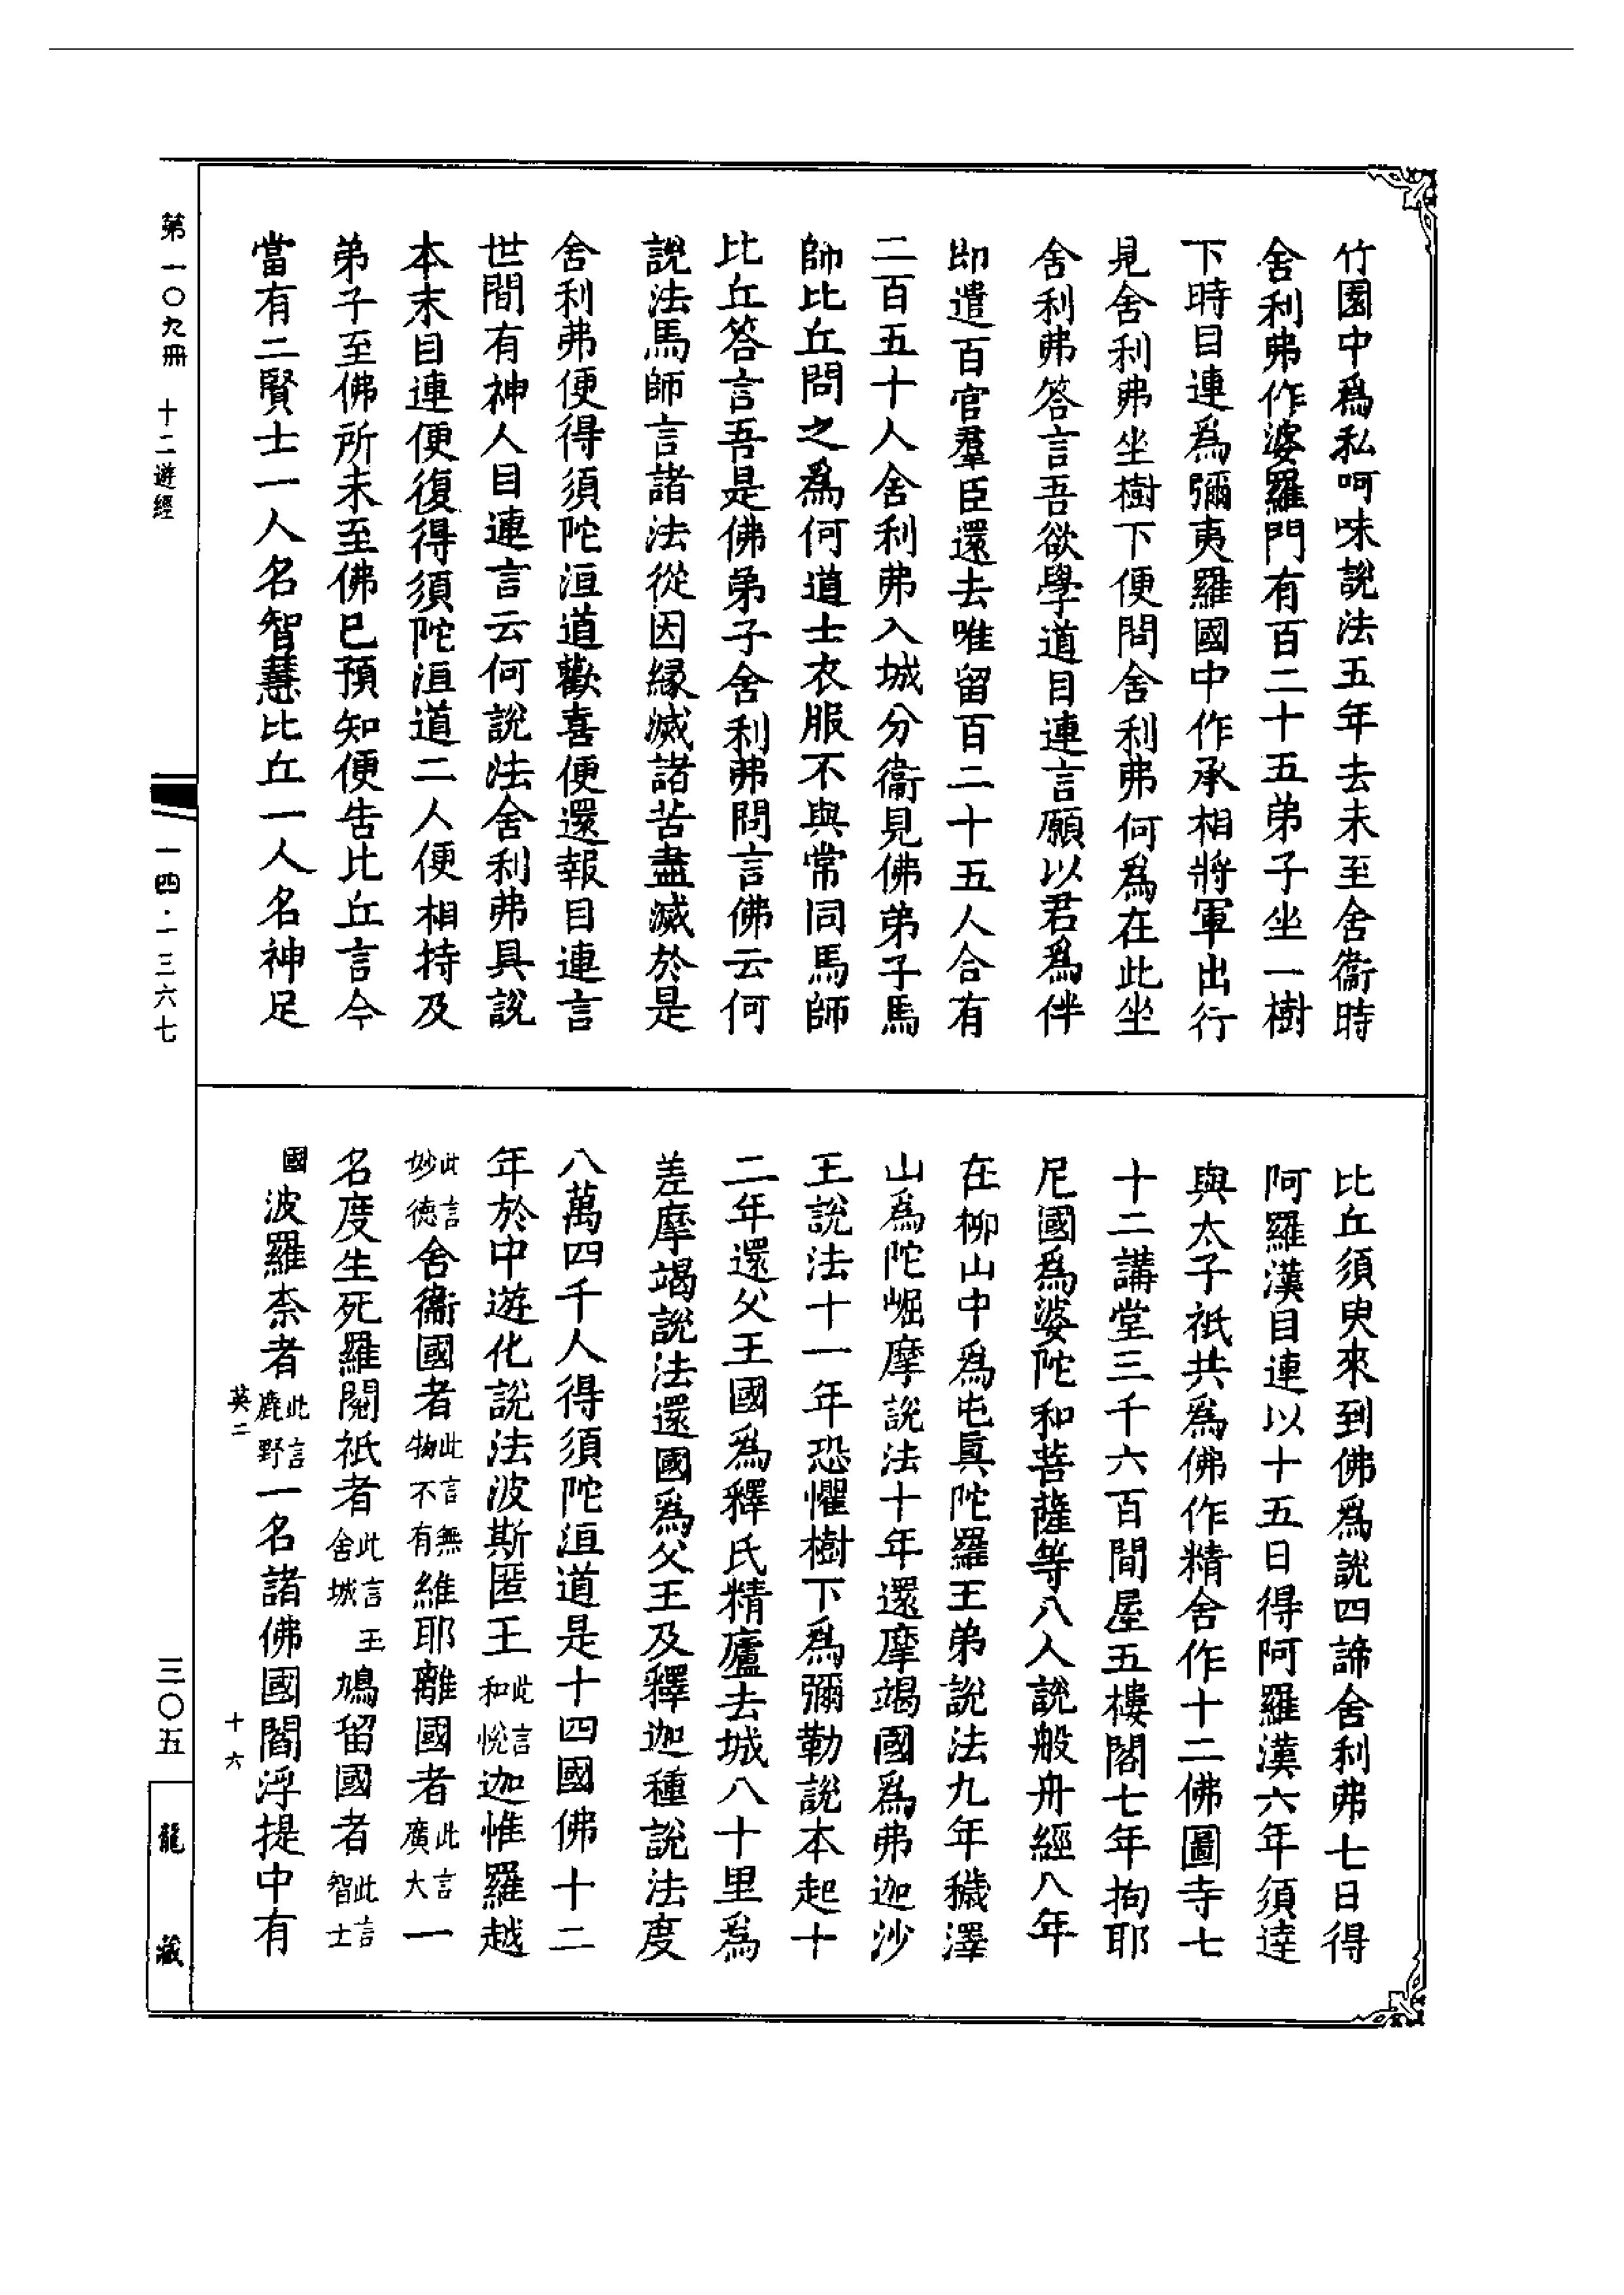 竹園中爲私呵味說法五年去未至舍衞時
舍利弗作婆羅門有百二十五弟子坐一樹
下時目連爲彌夷羅國中作承相將軍出行
見舍利弗坐樹下便問舍利弗何爲在此坐
舍利弗答言吾欲學道目連言願以君爲伴
即遣百官羣臣還去唯留百二十五人合有
二百五十人舍利弗入城分衞見佛弟子馬
師比丘問之爲何道士衣服不與常同馬師
比丘答言吾是佛弟子舍利弗問言佛云何
說法馬師言諸法從因緣滅諸苦盡滅於是
舍利弗便得須陀洹道歡喜便還報目連言
世間有神人目連言云何說法舍利弗具說
本末目連便復得須陀洹道二人便相持及
弟子至佛所未至佛已預知便告比丘言今
當有二賢士一人名智慧比丘一人名神足
比丘須臾來到佛爲說四諦舍利弗七日得
阿羅漢目連以十五日得阿羅漢六年須達
與太子祇共爲佛作精舍作十二佛圖寺七
十二講堂三千六百間屋五樓閣七年拘耶
尼國爲婆陀和菩薩等八人說般舟經八年
在柳山中爲屯真陀羅王弟說法九年穢澤
山爲陀崛摩說法十年還摩竭國爲弗迦沙
王說法十一年恐懼樹下爲彌勒說本起十
二年還父王國爲釋氏精廬去城八十里爲
差摩竭說法還國爲父王及釋迦種說法度
八萬四千人得須陀洹道是十四國佛十二
年於中遊化說法波斯匿王此言和悅迦惟羅越
此言妙德舍衞國者此言無物不有維耶離國者此言廣大一
名度生死羅閱祇者此言王舍城鳩留國者此言智士
國波羅柰者此言鹿野一名諸佛國閻浮提中有
英二
十六
第一〇九冊 十二遊經
一四·一三六七
三〇五
龍藏